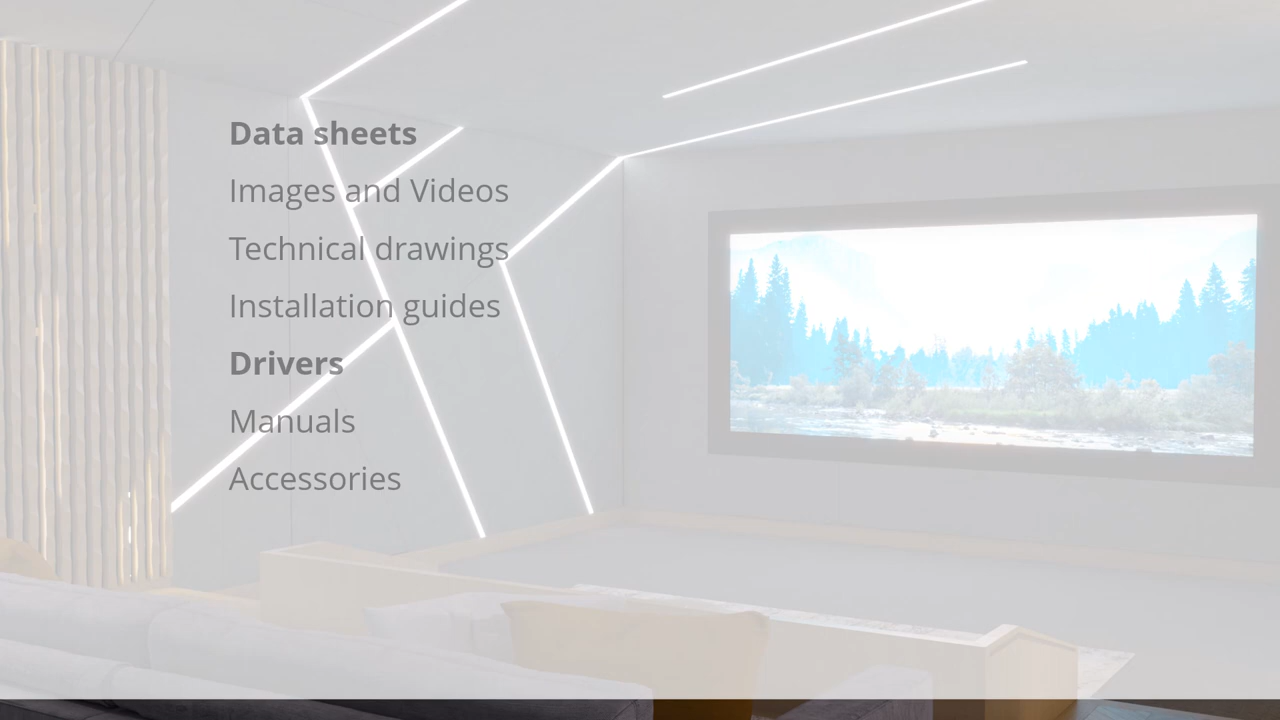 Data sheets
Images and Videos
Technical drawings
Installation guides
Drivers
Manuals
Accessories